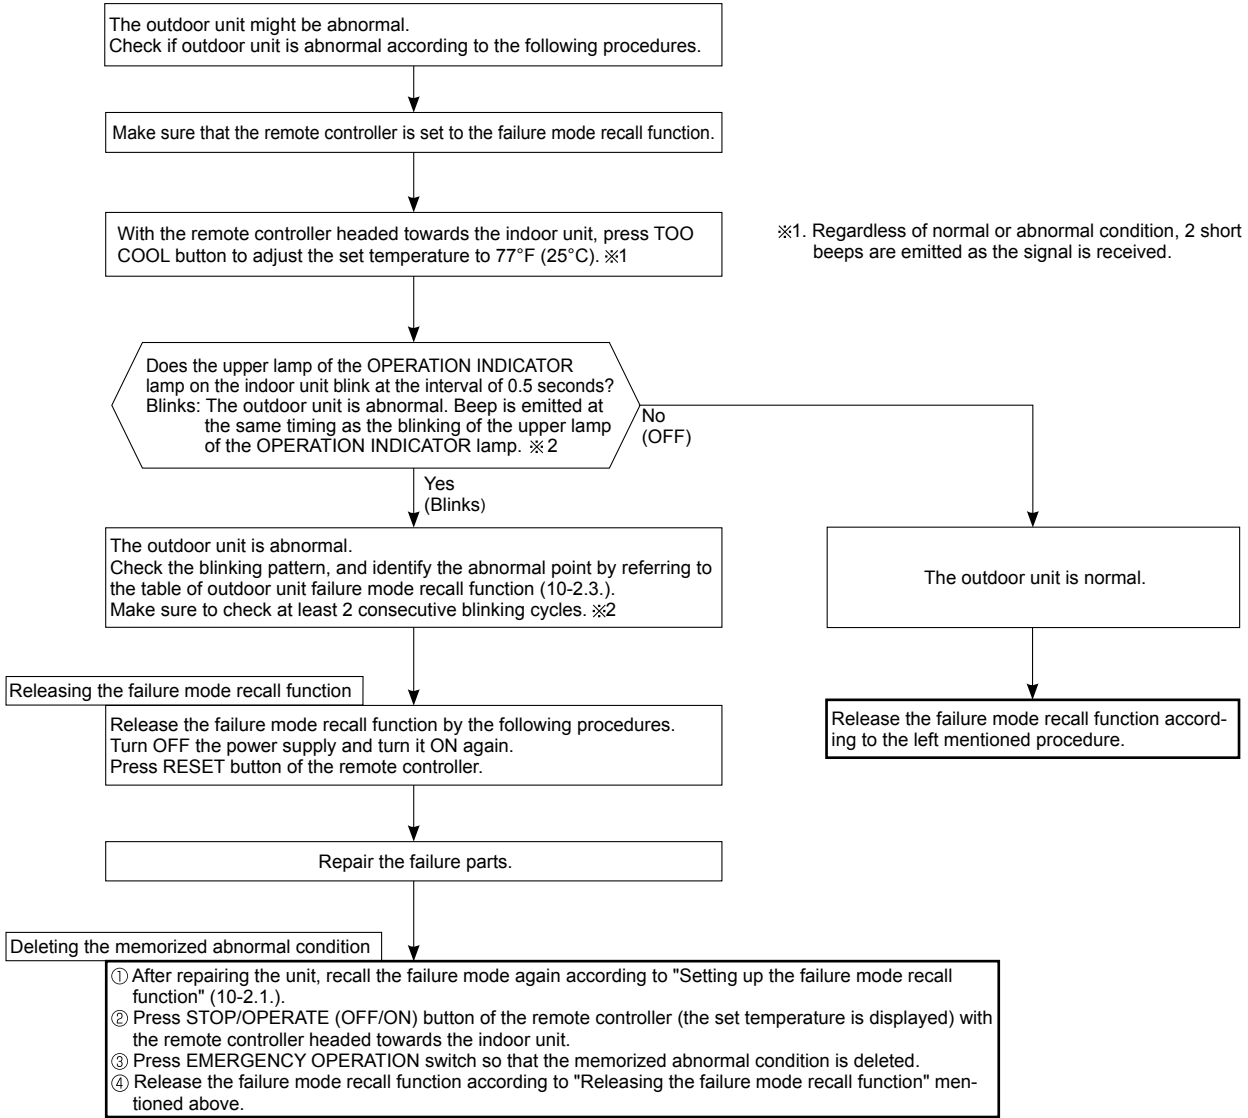 The outdoor unit might be abnormal.
Check if outdoor unit is abnormal according to the following procedures.
Make sure that the remote controller is set to the failure mode recall function.
With the remote controller headed towards the indoor unit, press TOO
COOL button to adjust the set temperature to 77°F (25°C). ※1
※1. Regardless of normal or abnormal condition, 2 short
beeps are emitted as the signal is received.
Does the upper lamp of the OPERATION INDICATOR
lamp on the indoor unit blink at the interval of 0.5 seconds?
Blinks: The outdoor unit is abnormal. Beep is emitted at
the same timing as the blinking of the upper lamp
of the OPERATION INDICATOR lamp. ※2
No
(OFF)
Yes
(Blinks)
The outdoor unit is abnormal.
Check the blinking pattern, and identify the abnormal point by referring to
the table of outdoor unit failure mode recall function (10-2.3.).
Make sure to check at least 2 consecutive blinking cycles. ※2
The outdoor unit is normal.
Releasing the failure mode recall function
Release the failure mode recall function by the following procedures.
Turn OFF the power supply and turn it ON again.
Press RESET button of the remote controller.
Release the failure mode recall function accord-
ing to the left mentioned procedure.
Repair the failure parts.
Deleting the memorized abnormal condition
① After repairing the unit, recall the failure mode again according to "Setting up the failure mode recall
function" (10-2.1.).
② Press STOP/OPERATE (OFF/ON) button of the remote controller (the set temperature is displayed) with
the remote controller headed towards the indoor unit.
③ Press EMERGENCY OPERATION switch so that the memorized abnormal condition is deleted.
④ Release the failure mode recall function according to "Releasing the failure mode recall function" men-
tioned above.